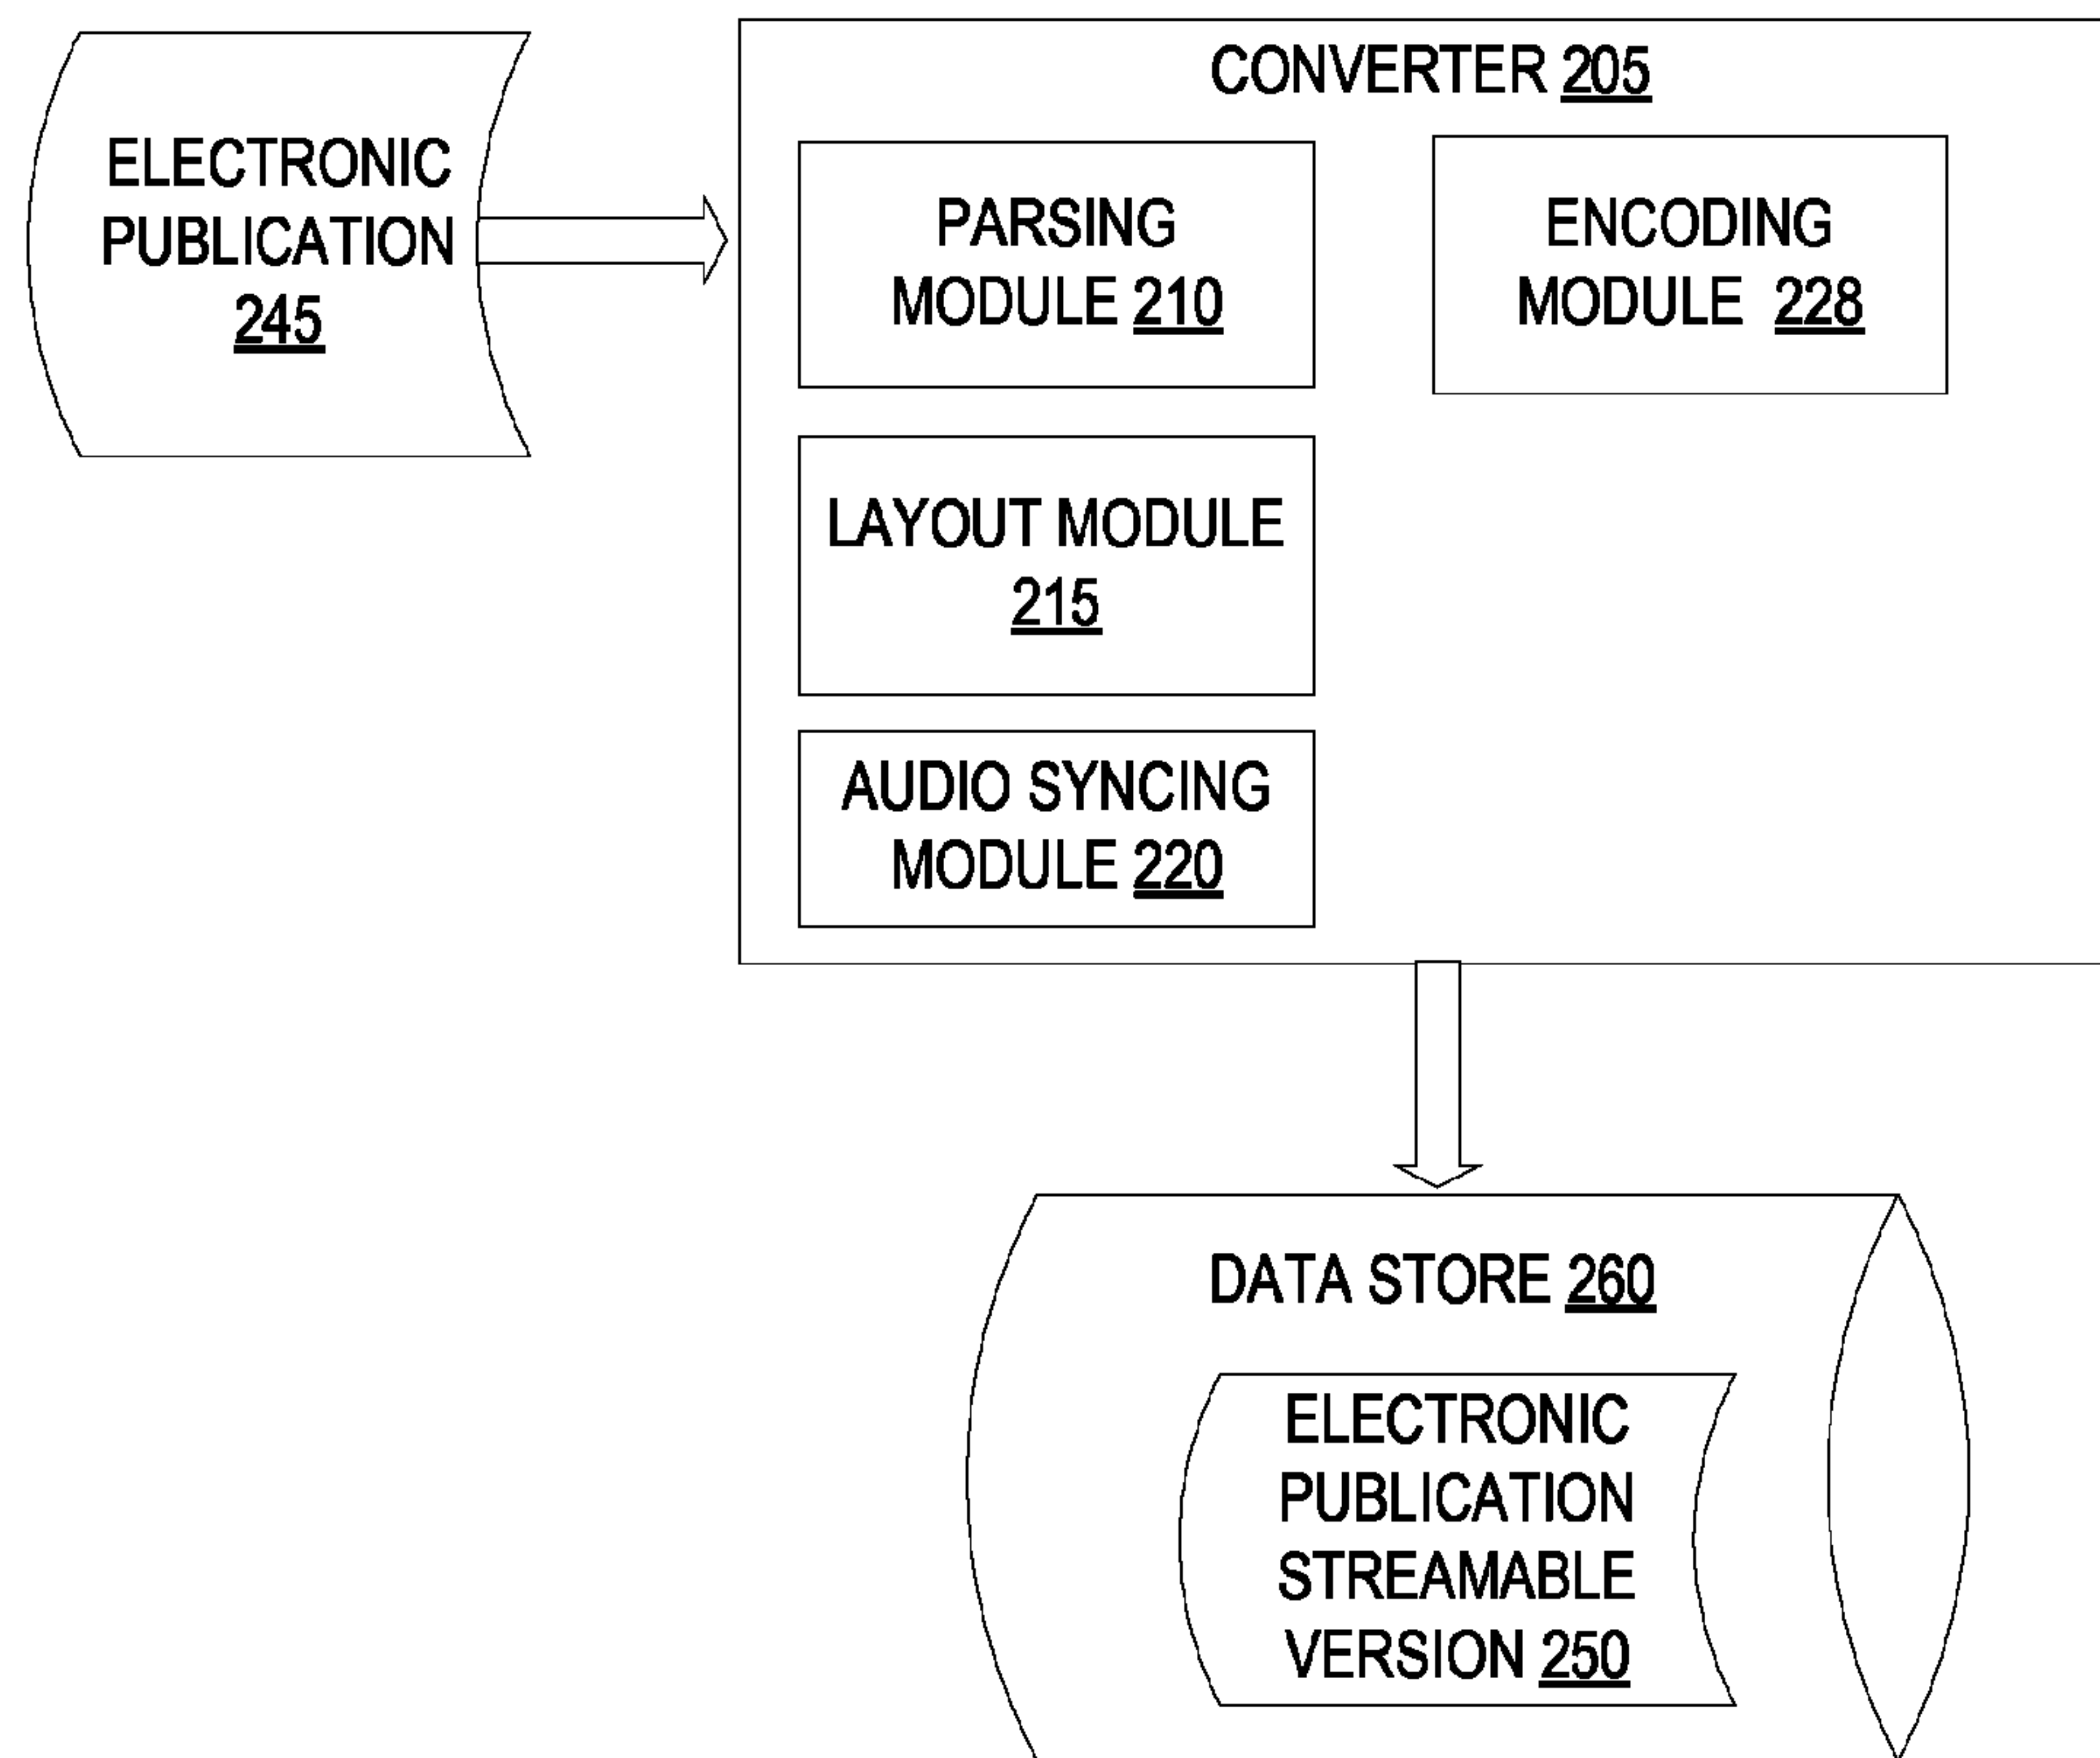 ELECTRONIC
PUBLICATION
245
CONVERTER 205
PARSING
MODULE 210
ENCODING
MODULE 228
LAYOUT MODULE
215
AUDIO SYNCING
MODULE 220
DATA STORE 260
ELECTRONIC
PUBLICATION
STREAMABLE
VERSION 250